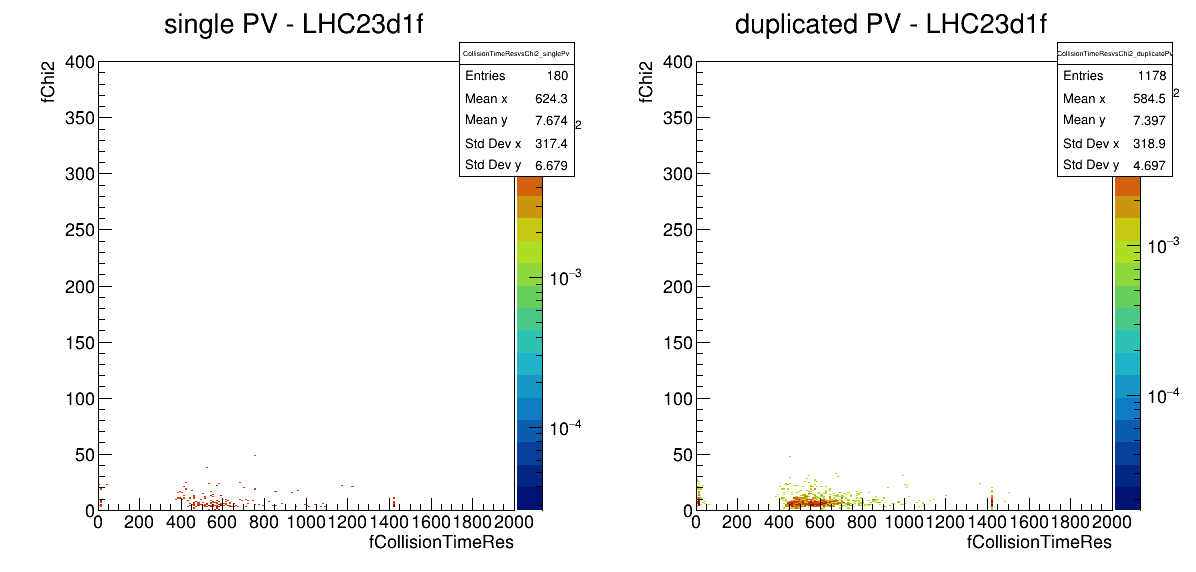 single PV - LHC23d1f
CollisionTimeResvsChi2_singlePv
Entries 180
Mean x 624.3
Mean y 7.674
Std Dev x 317.4
Std Dev y 6.679
fChi2
400
350
300
250
200
150
100
50
0
0 200 400 600 800 1000 1200 1400 1600 1800 2000
fCollisionTimeRes
2
10⁻³
10⁻⁴
duplicated PV - LHC23d1f
CollisionTimeResvsChi2_duplicatePv
Entries 1178
Mean x 584.5
Mean y 7.397
Std Dev x 318.9
Std Dev y 4.697
fChi2
400
350
300
250
200
150
100
50
0
0 200 400 600 800 1000 1200 1400 1600 1800 2000
fCollisionTimeRes
2
10⁻³
10⁻⁴